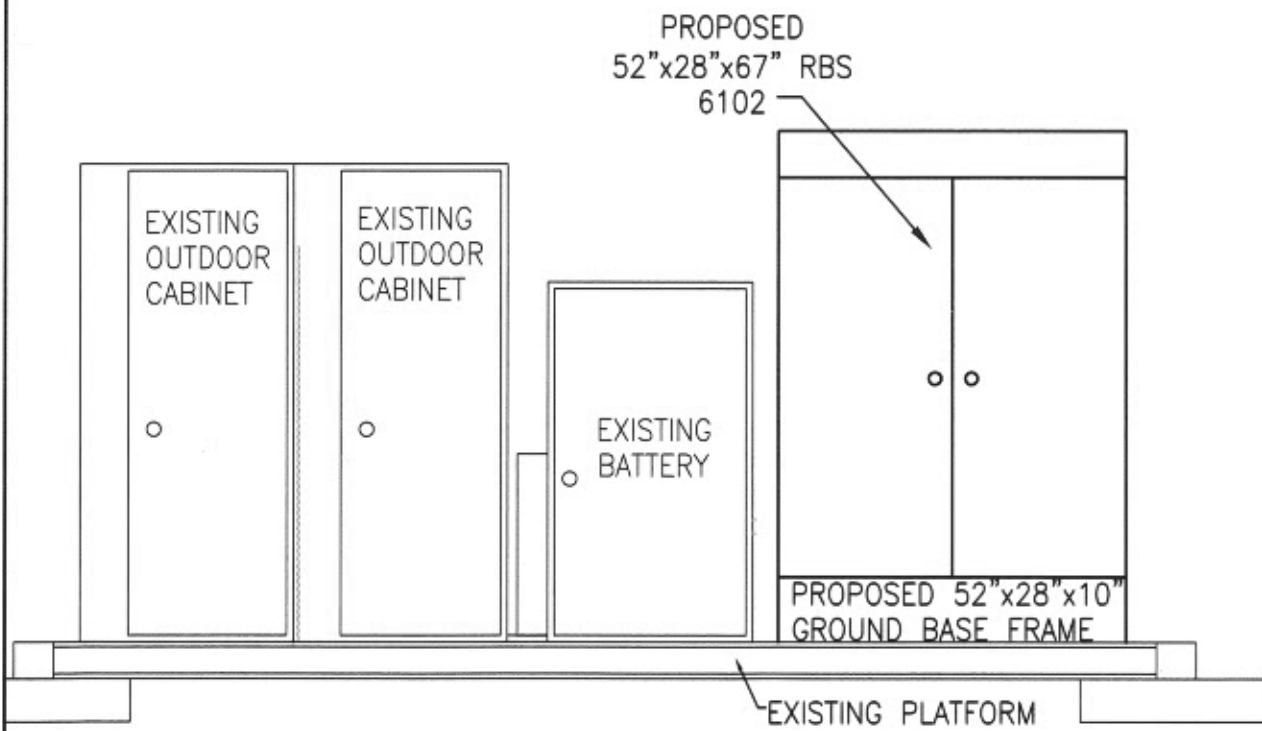 PROPOSED
52”x28”x67” RBS
6102
EXISTING
OUTDOOR
CABINET
EXISTING
OUTDOOR
CABINET
EXISTING
BATTERY
PROPOSED 52”x28”x10”
GROUND BASE FRAME
EXISTING PLATFORM